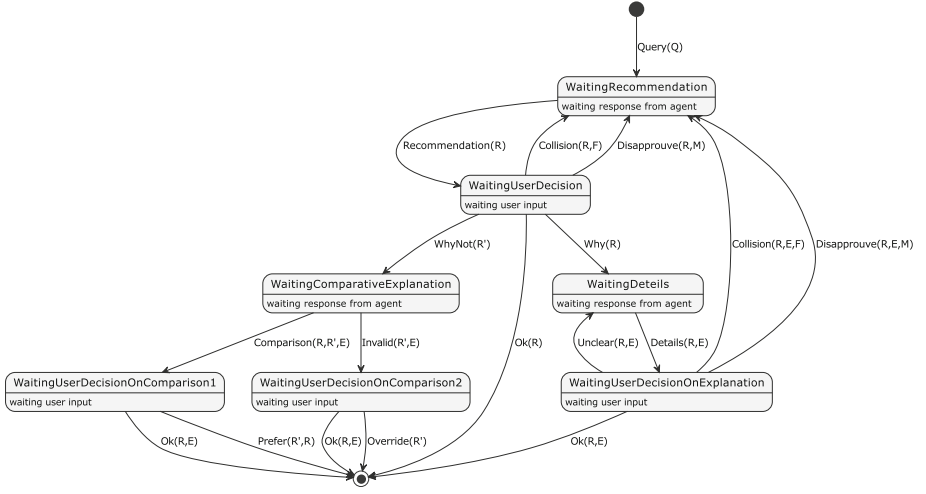 Query(Q)
WaitingRecommendation
waiting response from agent
Recommendation(R)
Collision(R,F)
Disapprouve(R,M)
WaitingUserDecision
waiting user input
WhyNot(R')
Why(R)
Collision(R,E,F)
Disapprouve(R,E,M)
WaitingComparativeExplanation
waiting response from agent
WaitingDeteils
waiting response from agent
Comparison(R,R',E)
Invalid(R',E)
Ok(R)
Unclear(R,E)
Details(R,E)
WaitingUserDecisionOnComparison1
waiting user input
WaitingUserDecisionOnComparison2
waiting user input
WaitingUserDecisionOnExplanation
waiting user input
Ok(R,E)
Prefer(R',R)
Ok(R,E)
Override(R')
Ok(R,E)